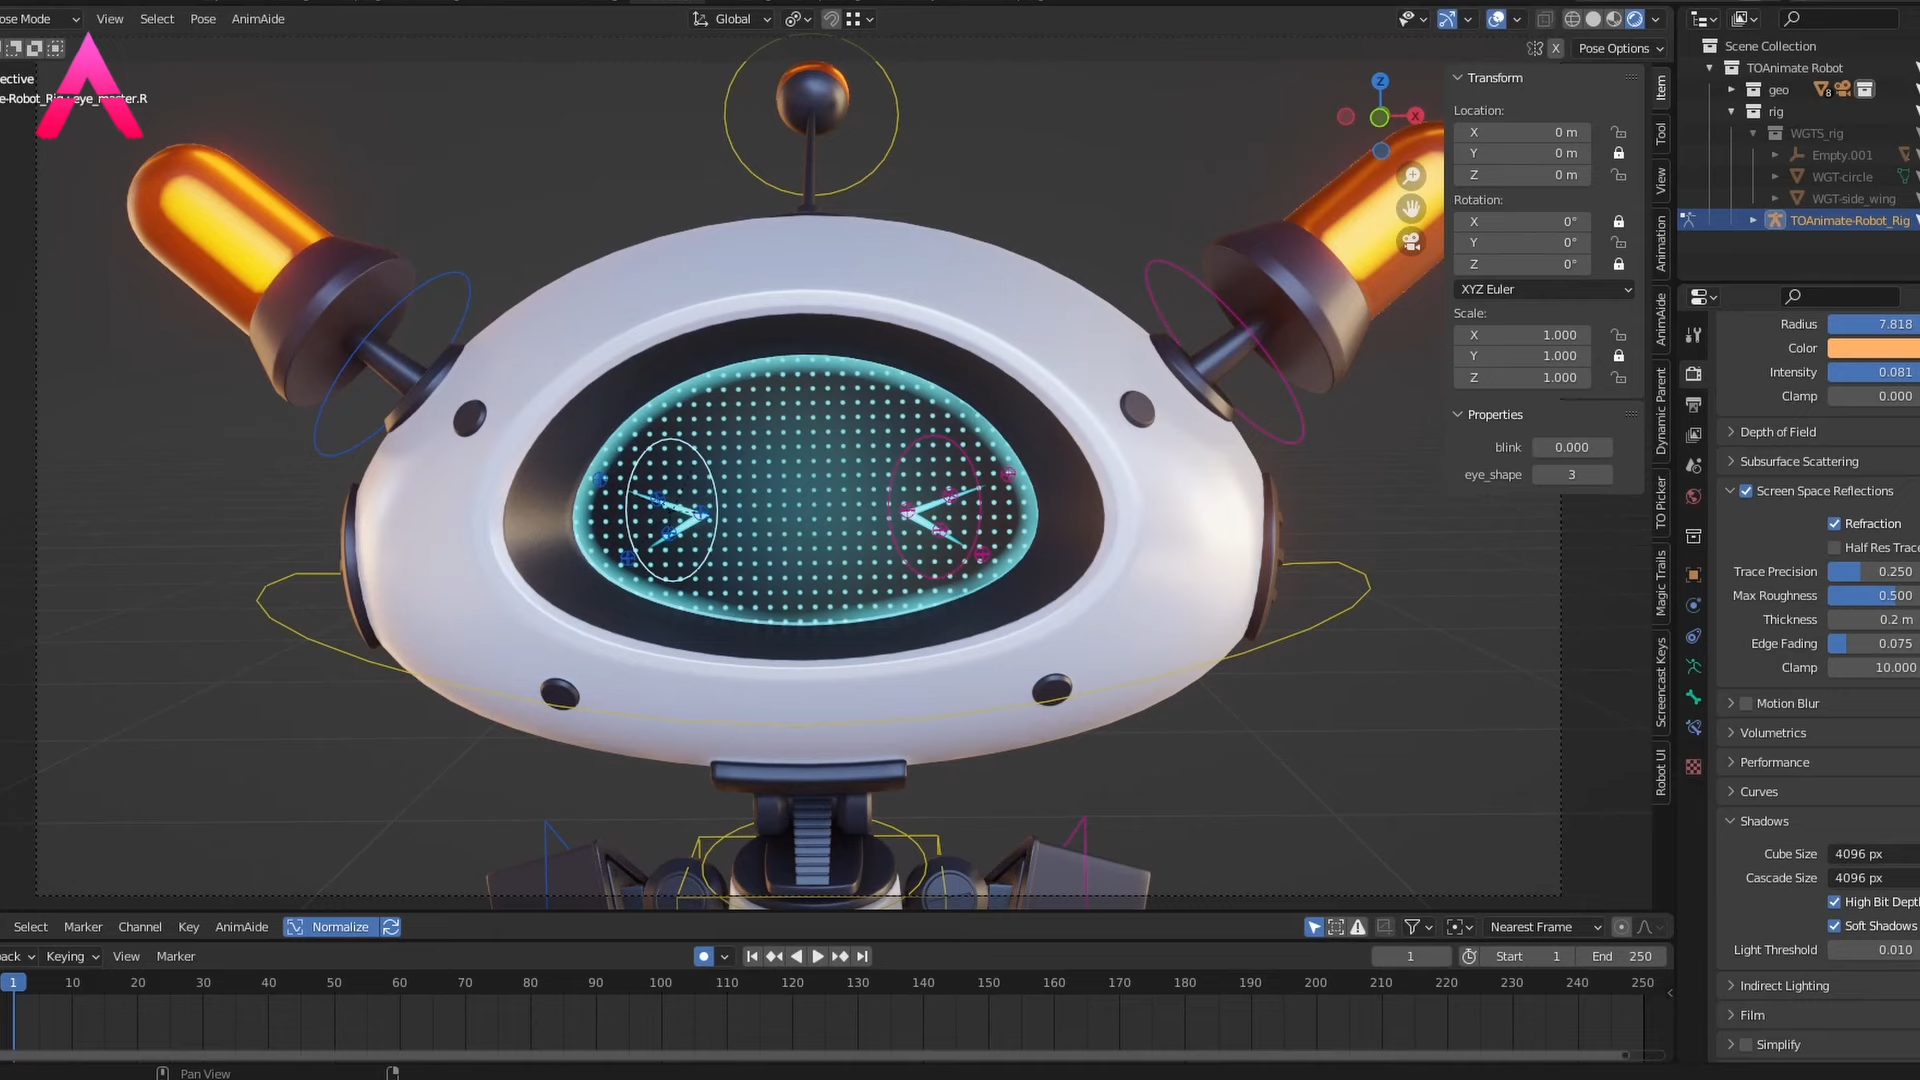 ose Mode View Select Pose AnimAide Global
X Pose Options
ective
e-Robot_Rig : eye_master.R
Z
X
Transform
Location:
X 0 m
Y 0 m
Z 0 m
Rotation:
X 0°
Y 0°
Z 0°
XYZ Euler
Scale:
X 1.000
Y 1.000
Z 1.000
Properties
blink 0.000
eye_shape 3
Item
Tool
View
Animation
AnimAide
Dynamic Parent
TO Picker
Magic Trails
Screencast Keys
Robot UI
Scene Collection
TOAnimate Robot
geo 8
rig
WGTS_rig
Empty.001
WGT-circle
WGT-side_wing
TOAnimate-Robot_Rig
Radius 7.818
Color
Intensity 0.081
Clamp 0.000
Depth of Field
Subsurface Scattering
Screen Space Reflections
Refraction
Half Res Trace
Trace Precision 0.250
Max Roughness 0.500
Thickness 0.2 m
Edge Fading 0.075
Clamp 10.000
Motion Blur
Volumetrics
Performance
Curves
Shadows
Cube Size 4096 px
Cascade Size 4096 px
High Bit Depth
Soft Shadows
Light Threshold 0.010
Indirect Lighting
Film
Simplify
Select Marker Channel Key AnimAide Normalize Nearest Frame
back Keying View Marker 1 Start 1 End 250
1 10 20 30 40 50 60 70 80 90 100 110 120 130 140 150 160 170 180 190 200 210 220 230 240 250
Pan View